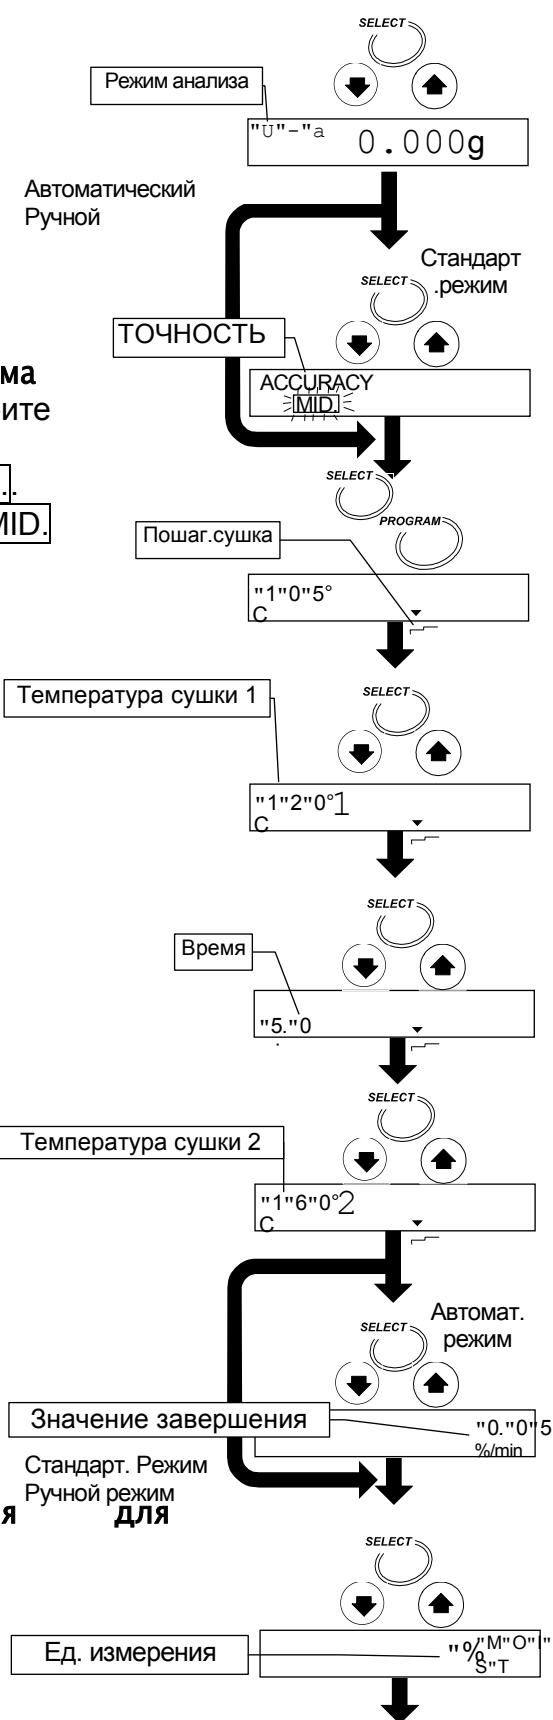 SELECT
Режим анализа
"U"-"a 0.000g
Автоматический
Ручной
Стандарт
.режим
SELECT
ТОЧНОСТЬ
ма
ACCURACY
MID.
ите
SELECT
..
PROGRAM
MID.
Пошаг.сушка
"1"0"5°
C
Температура сушки 1
SELECT
"1"2"0°1
C
SELECT
Время
"5."0
.
SELECT
Температура сушки 2
"1"6"0°2
C
Автомат.
режим
SELECT
Значение завершения
"0."0"5
%/min
Стандарт. Режим
Ручной режим
я для
SELECT
Ед. измерения
"%"M"O"I"
S"T